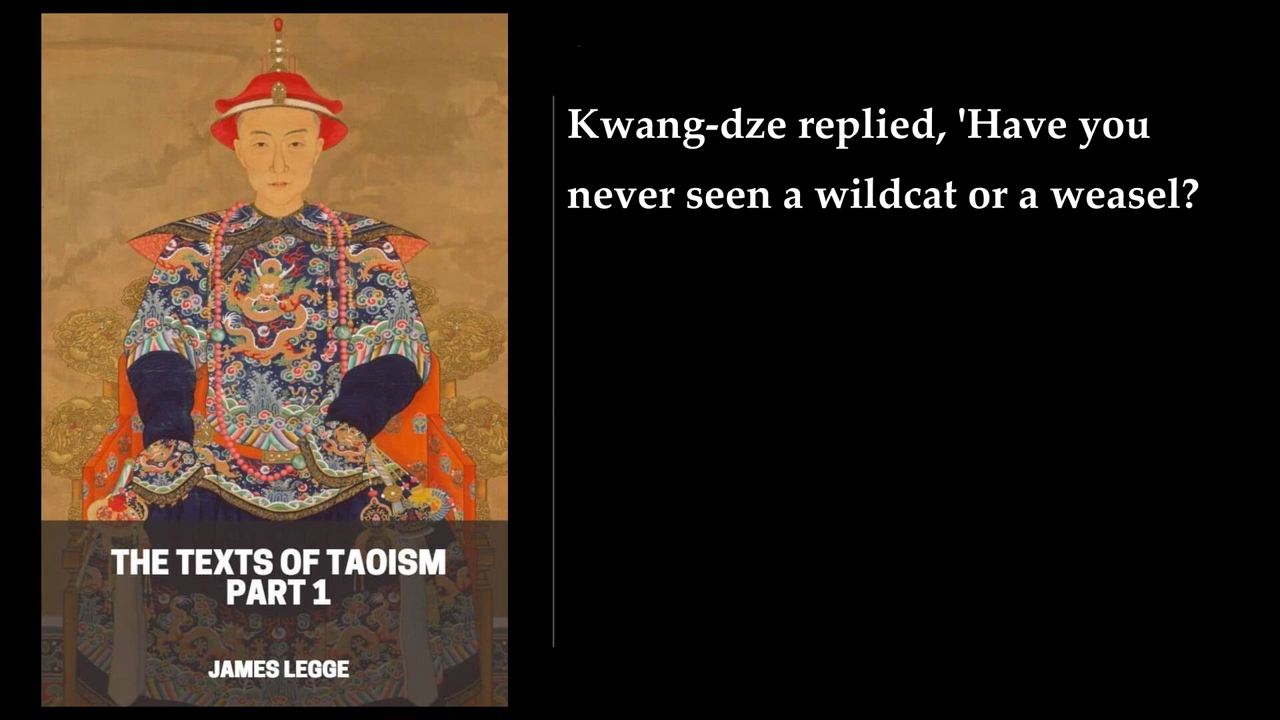 Kwang-dze replied, 'Have you
never seen a wildcat or a weasel?
THE TEXTS OF TAOISM
PART 1
JAMES LEGGE